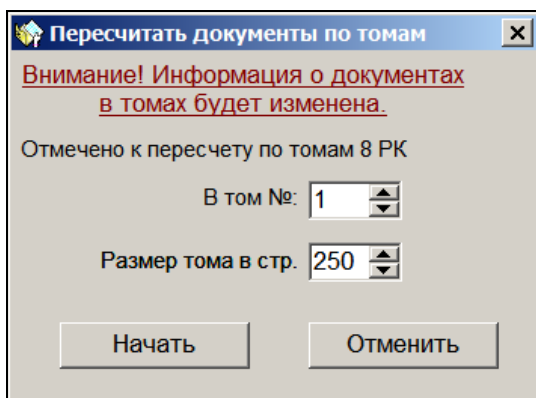 Пересчитать документы по томам
Внимание! Информация о документах
в томах будет изменена.
Отмечено к пересчету по томам 8 РК
В том №: 1
Размер тома в стр. 250
Начать Отменить